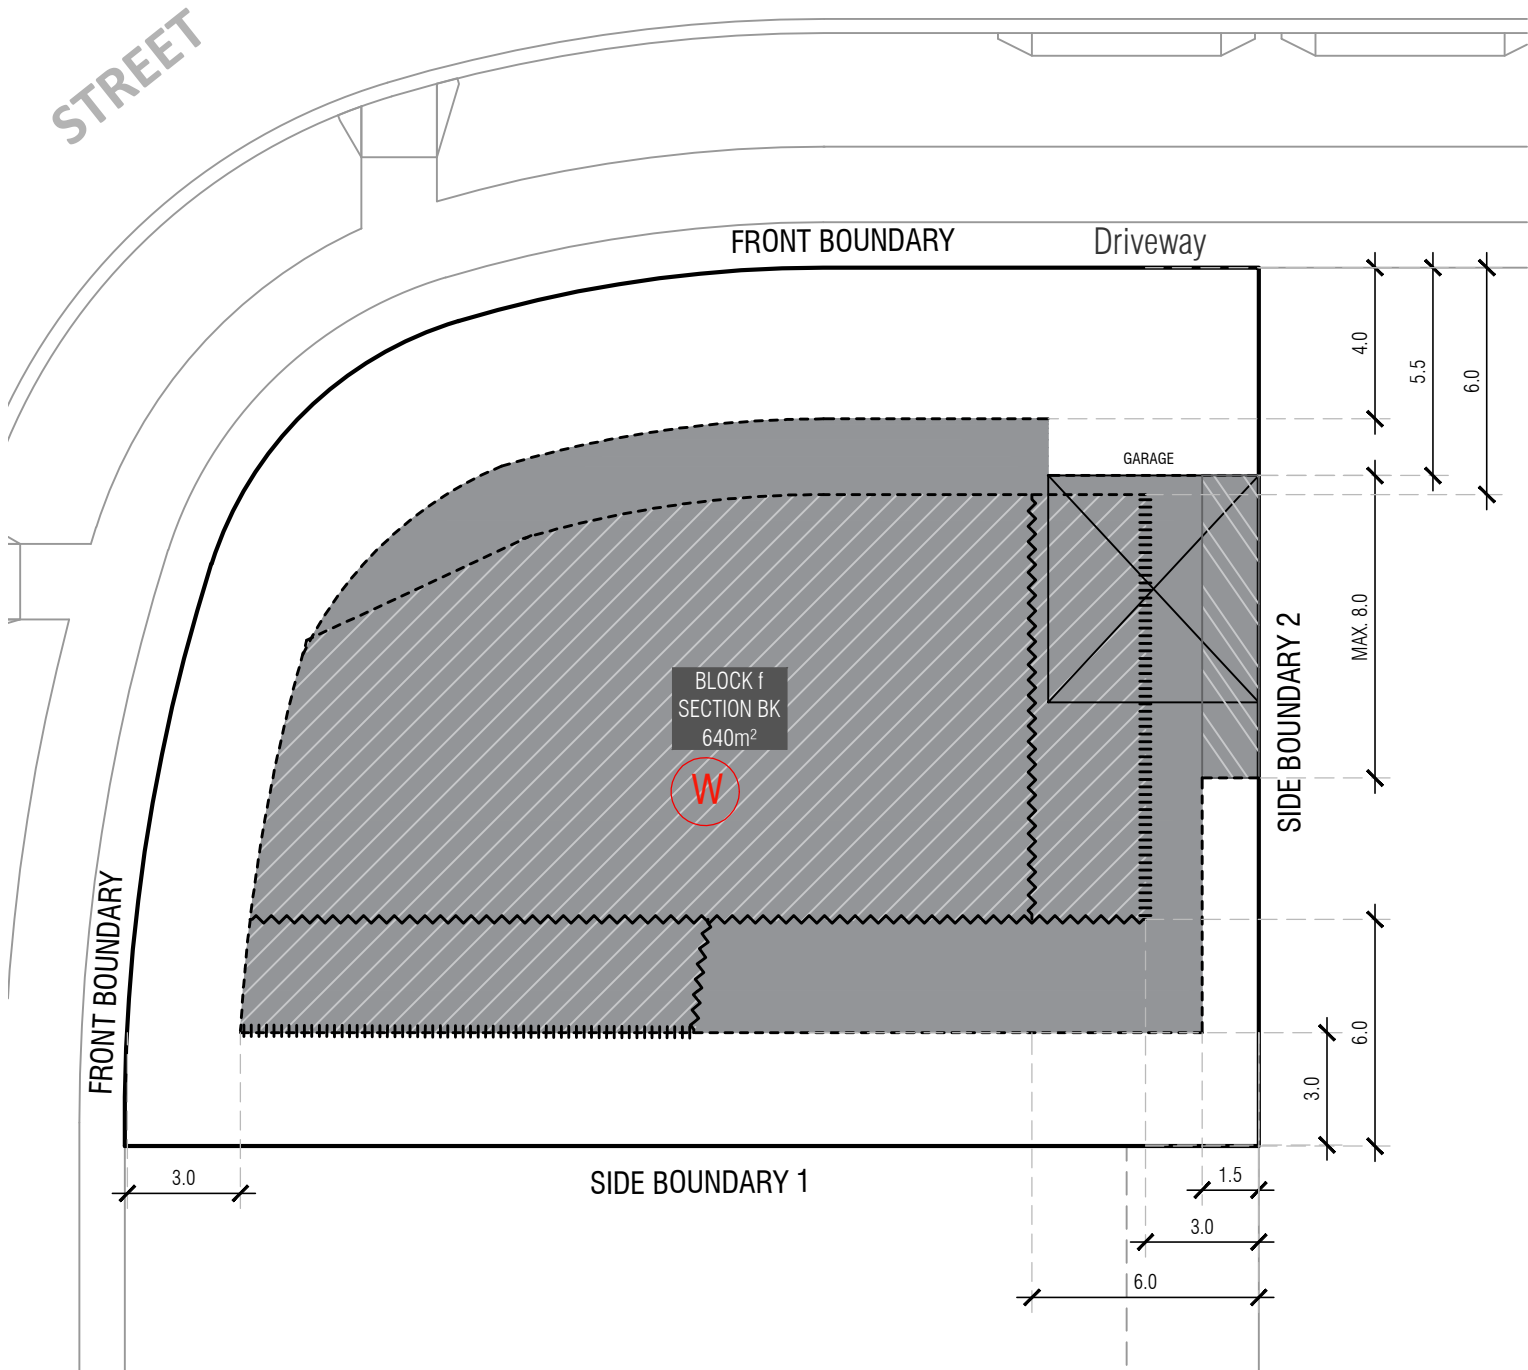 STREET
FRONT BOUNDARY
Driveway
4.0
5.5
6.0
GARAGE
MAX. 8.0
SIDE BOUNDARY 2
BLOCK f
SECTION BK
640m²
W
FRONT BOUNDARY
6.0
3.0
3.0
SIDE BOUNDARY 1
1.5
3.0
6.0